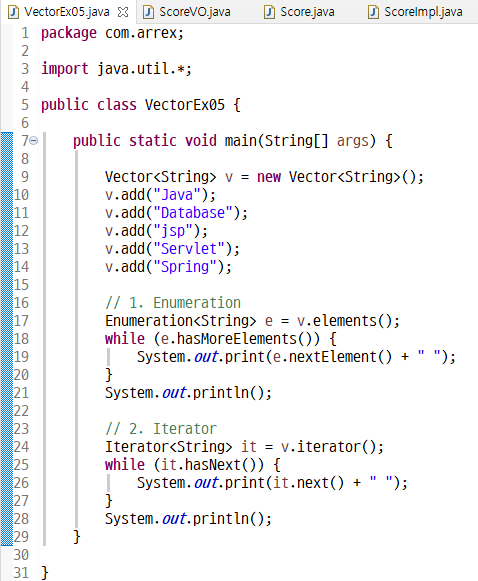 VectorEx05.java ScoreVO.java Score.java ScoreImpl.java
1 package com.arrex;
2
3 import java.util.*;
4
5 public class VectorEx05 {
6
7 public static void main(String[] args) {
8
9 Vector<String> v = new Vector<String>();
10 v.add("Java");
11 v.add("Database");
12 v.add("jsp");
13 v.add("Servlet");
14 v.add("Spring");
15
16 // 1. Enumeration
17 Enumeration<String> e = v.elements();
18 while (e.hasMoreElements()) {
19 System.out.print(e.nextElement() + " ");
20 }
21 System.out.println();
22
23 // 2. Iterator
24 Iterator<String> it = v.iterator();
25 while (it.hasNext()) {
26 System.out.print(it.next() + " ");
27 }
28 System.out.println();
29 }
30
31 }